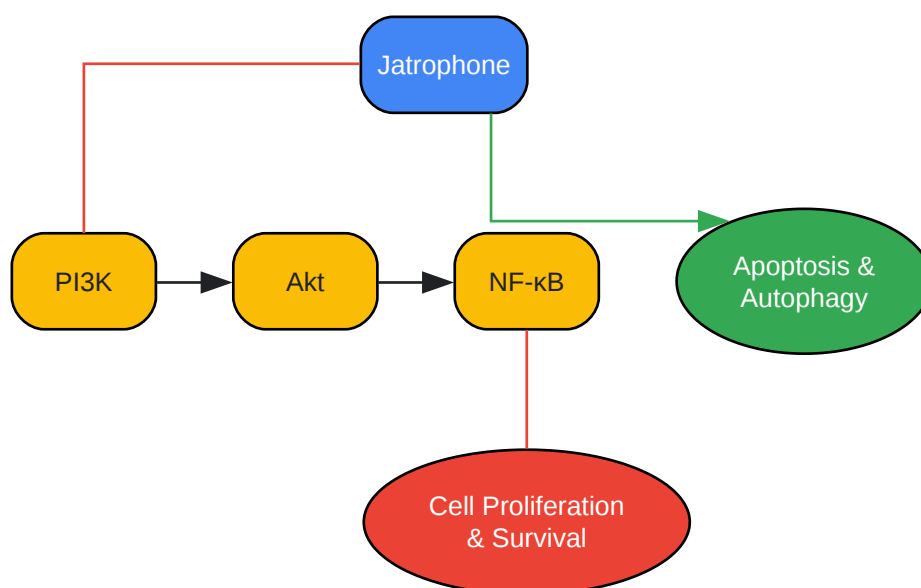 Jatrophone
PI3K
Akt
NF-κB
Apoptosis &
Autophagy
Cell Proliferation
& Survival